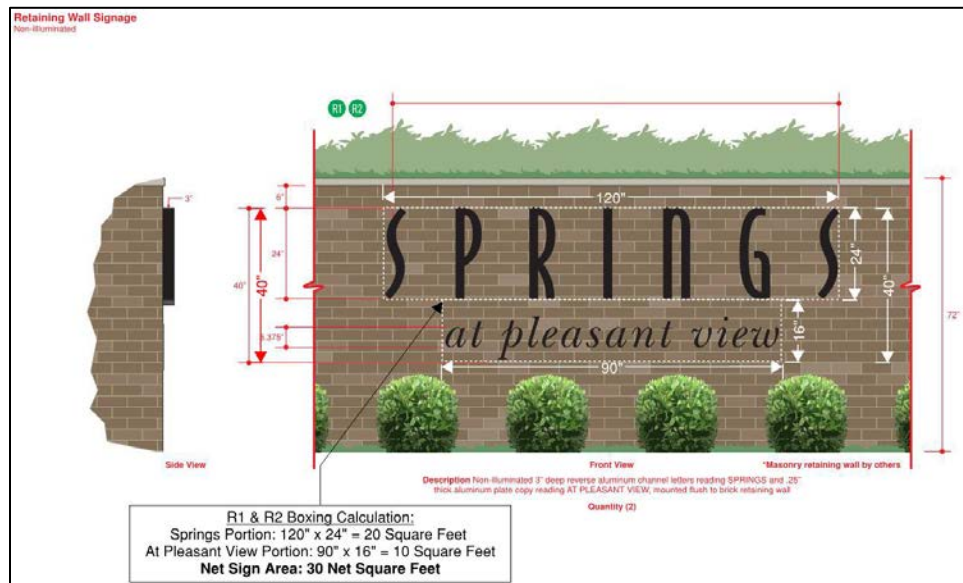 Retaining Wall Signage
Non-Illuminated
R1 R2
3"
6"
120"
24"
40"
40"
SPRINGS
24"
40"
72"
5.375"
at pleasant view
16"
90"
Side View
Front View
*Masonry retaining wall by others
Description Non-Illuminated 3" deep reverse aluminum channel letters reading SPRINGS and .25"
thick aluminum plate copy reading AT PLEASANT VIEW, mounted flush to brick retaining wall
Quantity (2)
R1 & R2 Boxing Calculation:
Springs Portion: 120" x 24" = 20 Square Feet
At Pleasant View Portion: 90" x 16" = 10 Square Feet
Net Sign Area: 30 Net Square Feet